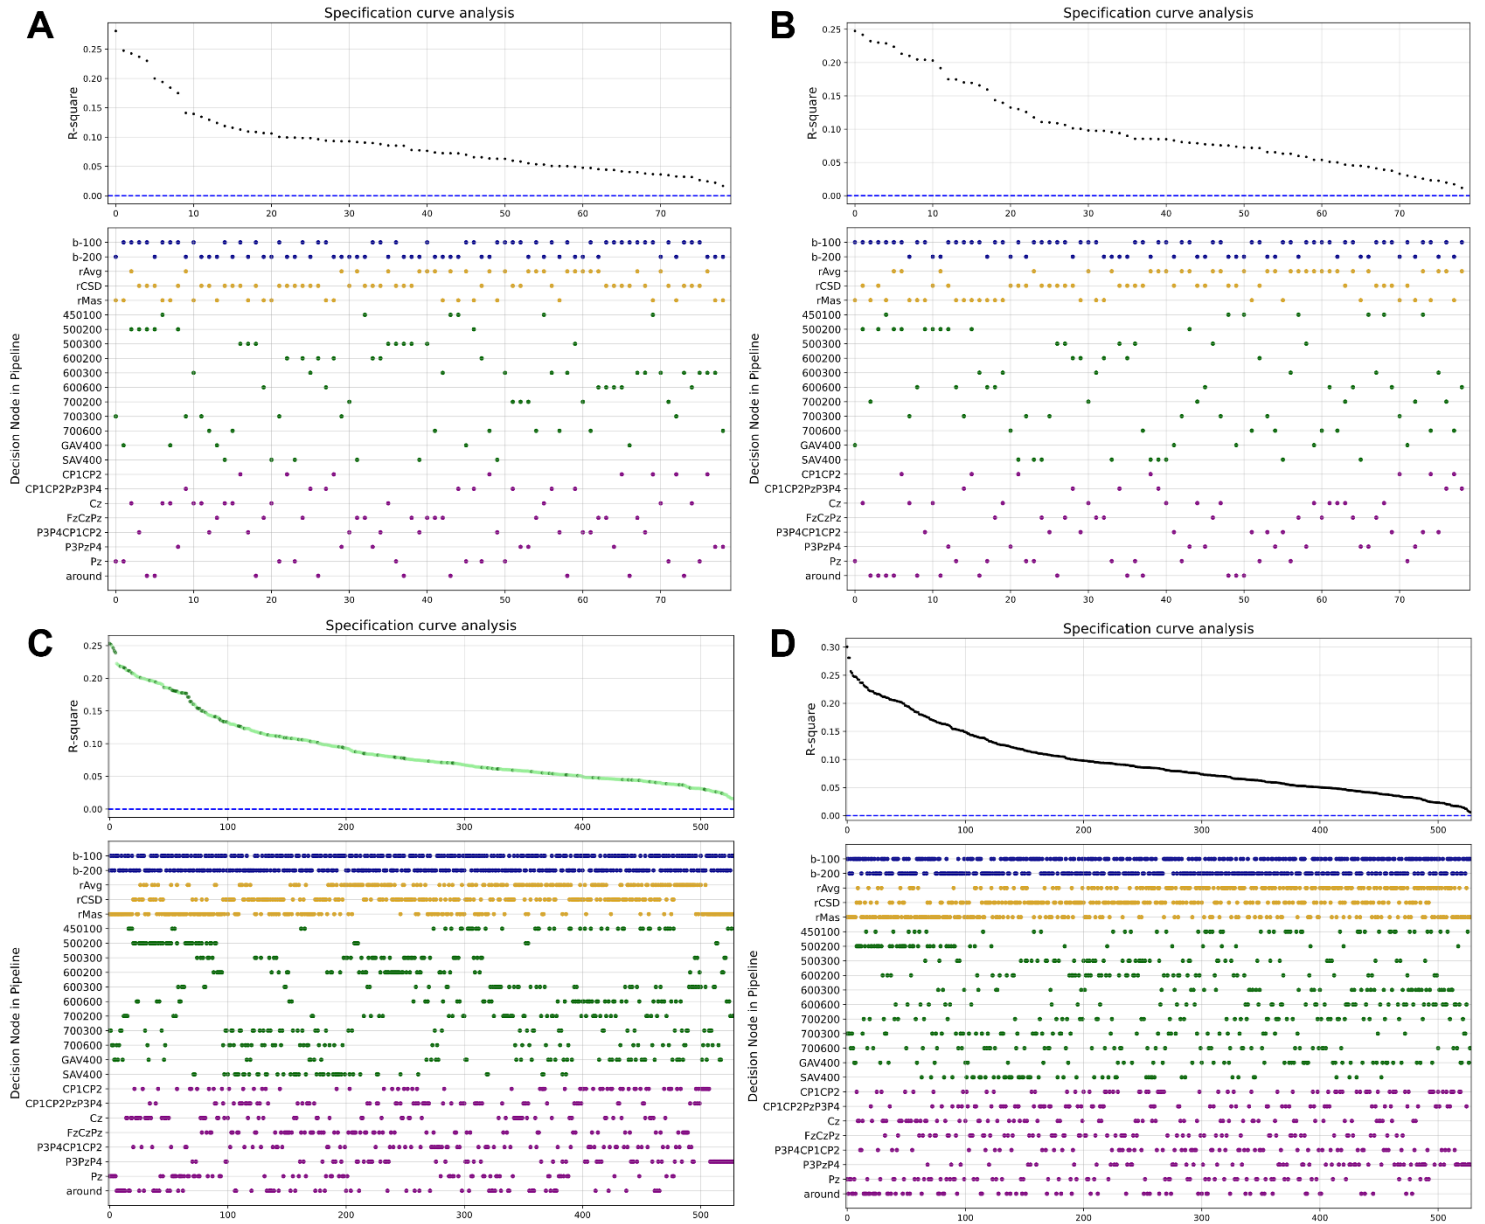 A
Specification curve analysis
R-square
0.25
0.20
0.15
0.10
0.05
0.00
0 10 20 30 40 50 60 70
Decision Node in Pipeline
b-100
b-200
rAvg
rCSD
rMas
450100
500200
500300
600200
600300
600600
700200
700300
700600
GAV400
SAV400
CP1CP2
CP1CP2PzP3P4
Cz
FzCzPz
P3P4CP1CP2
P3PzP4
Pz
around
0 10 20 30 40 50 60 70
B
Specification curve analysis
R-square
0.25
0.20
0.15
0.10
0.05
0.00
0 10 20 30 40 50 60 70
Decision Node in Pipeline
b-100
b-200
rAvg
rCSD
rMas
450100
500200
500300
600200
600300
600600
700200
700300
700600
GAV400
SAV400
CP1CP2
CP1CP2PzP3P4
Cz
FzCzPz
P3P4CP1CP2
P3PzP4
Pz
around
0 10 20 30 40 50 60 70
C
Specification curve analysis
R-square
0.25
0.20
0.15
0.10
0.05
0.00
0 100 200 300 400 500
Decision Node in Pipeline
b-100
b-200
rAvg
rCSD
rMas
450100
500200
500300
600200
600300
600600
700200
700300
700600
GAV400
SAV400
CP1CP2
CP1CP2PzP3P4
Cz
FzCzPz
P3P4CP1CP2
P3PzP4
Pz
around
0 100 200 300 400 500
D
Specification curve analysis
R-square
0.30
0.25
0.20
0.15
0.10
0.05
0.00
0 100 200 300 400 500
Decision Node in Pipeline
b-100
b-200
rAvg
rCSD
rMas
450100
500200
500300
600200
600300
600600
700200
700300
700600
GAV400
SAV400
CP1CP2
CP1CP2PzP3P4
Cz
FzCzPz
P3P4CP1CP2
P3PzP4
Pz
around
0 100 200 300 400 500